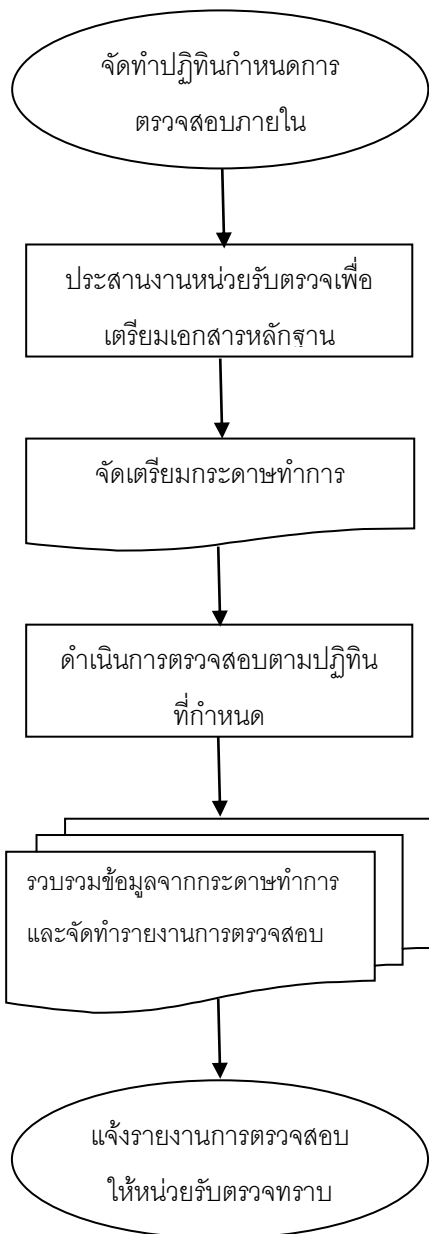 จัดทำปฏิทินกำหนดการ
ตรวจสอบภายใน
ประสานงานหน่วยรับตรวจเพื่อ
เตรียมเอกสารหลักฐาน
จัดเตรียมกระดาษทำการ
ดำเนินการตรวจสอบตามปฏิทิน
ที่กำหนด
รวบรวมข้อมูลจากกระดาษทำการ
และจัดทำรายงานการตรวจสอบ
แจ้งรายงานการตรวจสอบ
ให้หน่วยรับตรวจทราบ